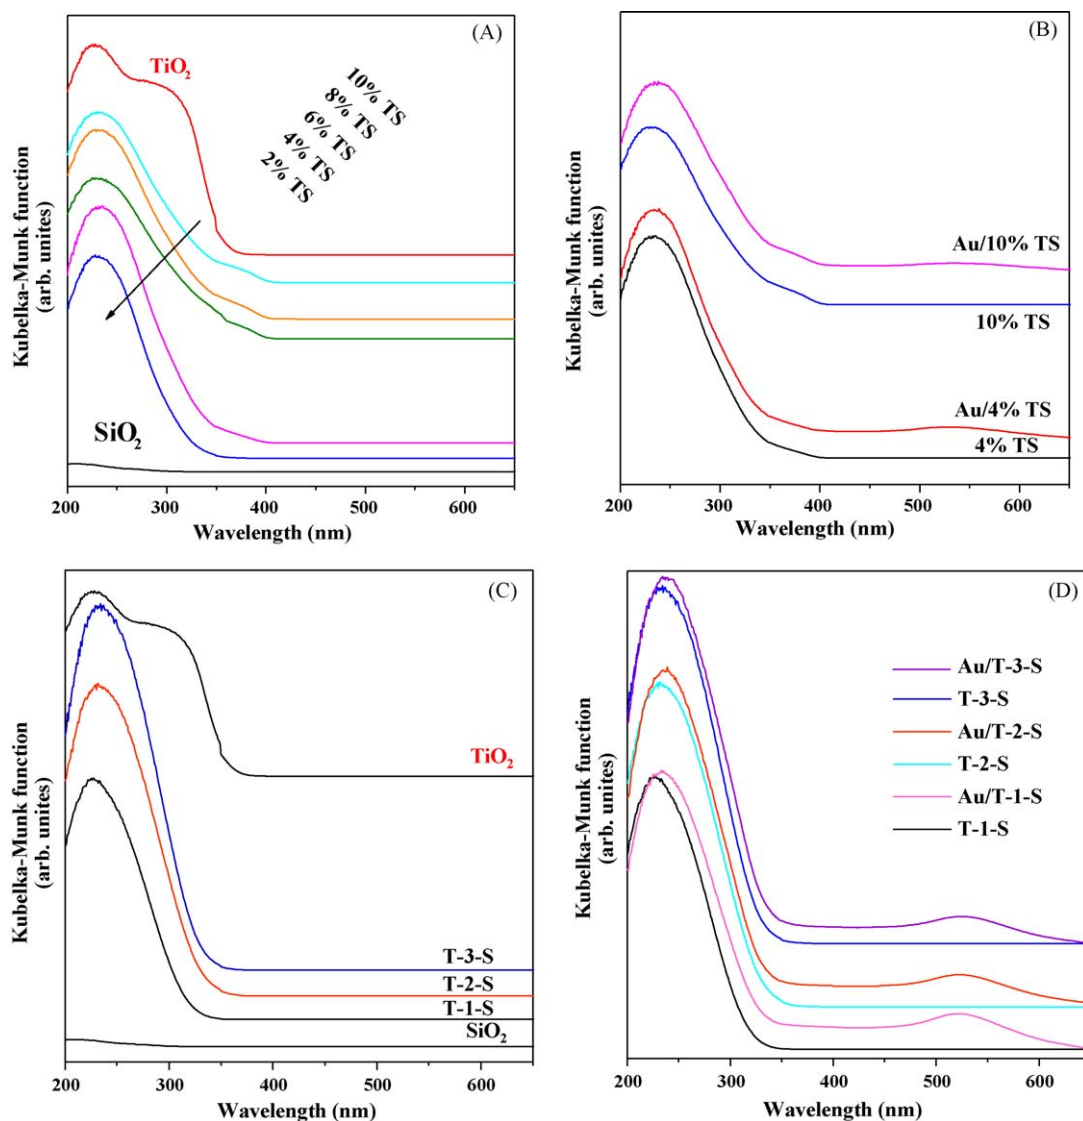 (A)
TiO2
10% TS
8% TS
6% TS
4% TS
2% TS
SiO2
Kubelka-Munk function
(arb. unites)
200 300 400 500 600
Wavelength (nm)
(B)
Au/10% TS
10% TS
Au/4% TS
4% TS
Kubelka-Munk function
(arb. unites)
200 300 400 500 600
Wavelength (nm)
(C)
TiO2
T-3-S
T-2-S
T-1-S
SiO2
Kubelka-Munk function
(arb. unites)
200 300 400 500 600
Wavelength (nm)
(D)
Au/T-3-S
T-3-S
Au/T-2-S
T-2-S
Au/T-1-S
T-1-S
Kubelka-Munk function
(arb. unites)
200 300 400 500 600
Wavelength (nm)